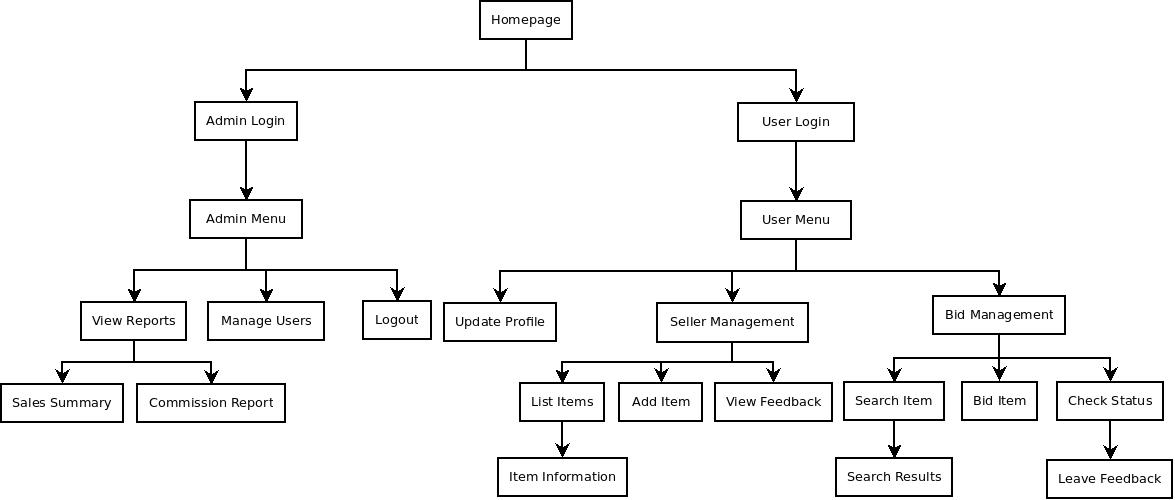 Homepage
Admin Login
User Login
Admin Menu
User Menu
View Reports
Manage Users
Logout
Update Profile
Seller Management
Bid Management
Sales Summary
Commission Report
List Items
Add Item
View Feedback
Search Item
Bid Item
Check Status
Item Information
Search Results
Leave Feedback